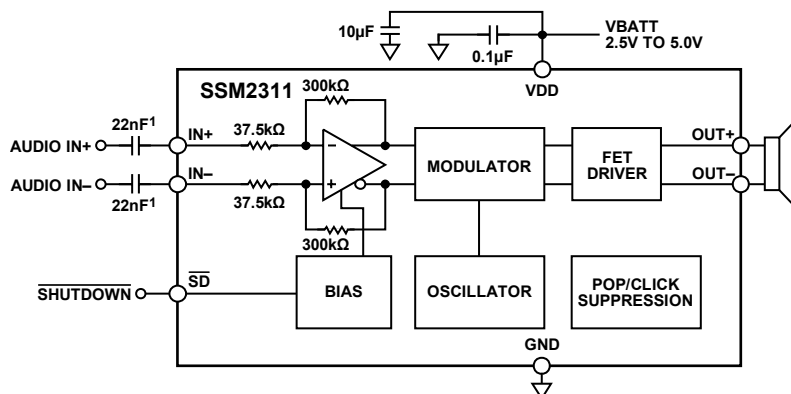 10µF
0.1µF
VBATT
2.5V TO 5.0V
VDD
SSM2311
300kΩ
22nF¹
IN+
37.5kΩ
AUDIO IN+
–
MODULATOR
FET
DRIVER
OUT+
AUDIO IN–
IN–
+
OUT–
22nF¹
37.5kΩ
300kΩ
SHUTDOWN
SD
BIAS
OSCILLATOR
POP/CLICK
SUPPRESSION
GND